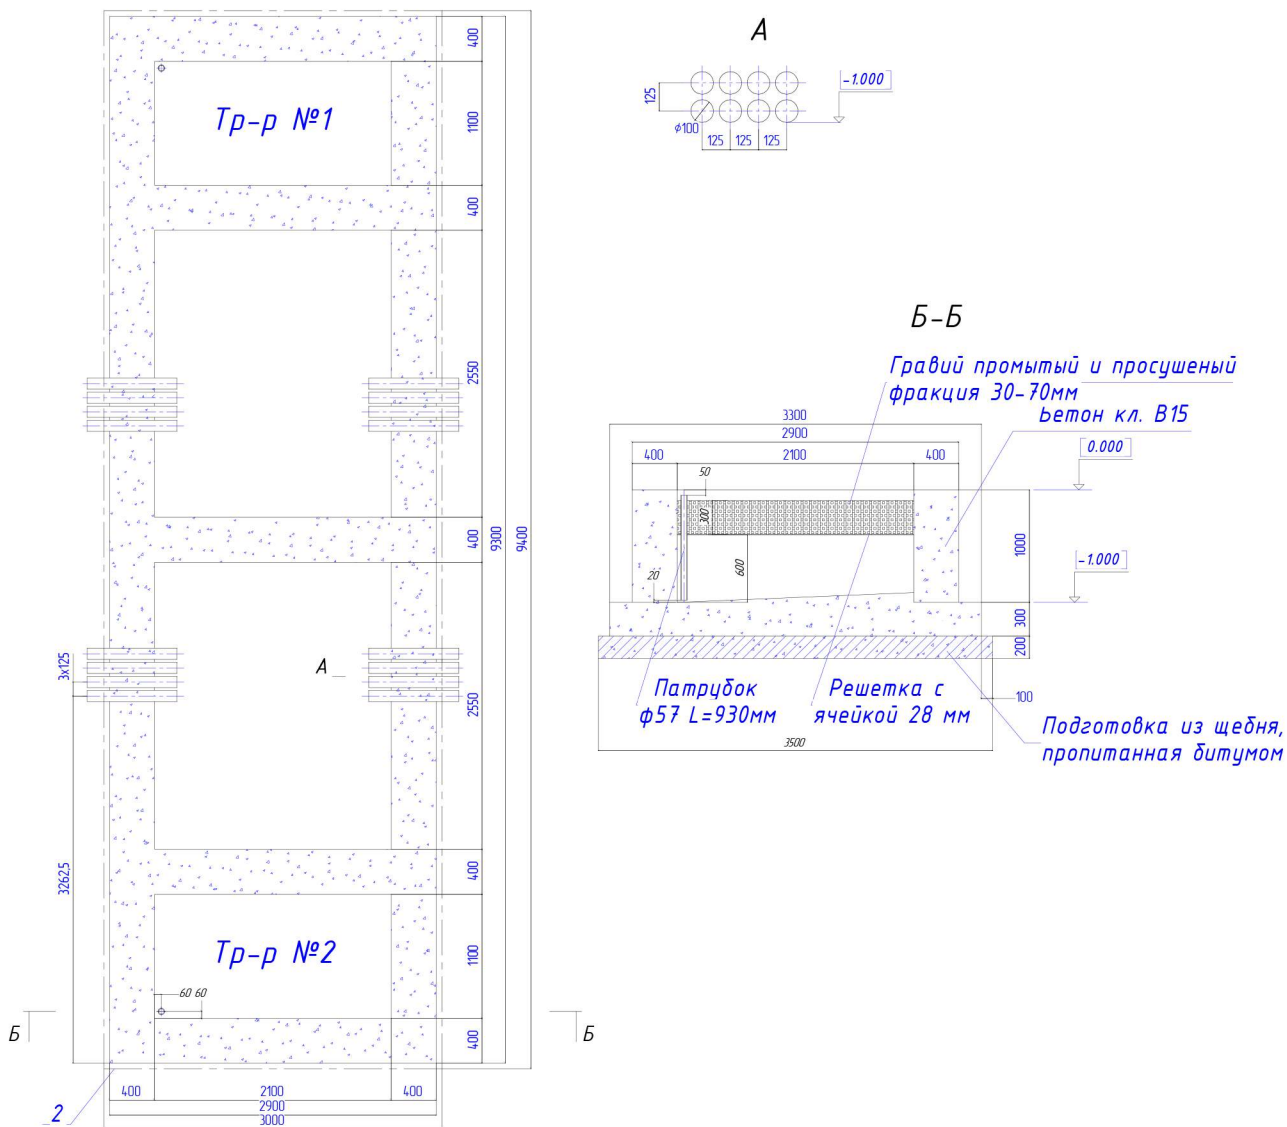 400
Тр-р №1
1100
400
2550
400
9300
9400
3х125
А
2550
3262,5
400
Тр-р №2
1100
60 60
Б
Б
400
400
2100
400
2900
3000
2
А
-1.000
125
ф100
125
125
125
Б-Б
Гравий промытый и просушеный
фракция 30-70мм
Бетон кл. В15
3300
2900
400
2100
400
0.000
50
300
20
600
1000
-1.000
300
200
100
Патрубок
ф57 L=930мм
Решетка с
ячейкой 28 мм
3500
Подготовка из щебня,
пропитанная битумом